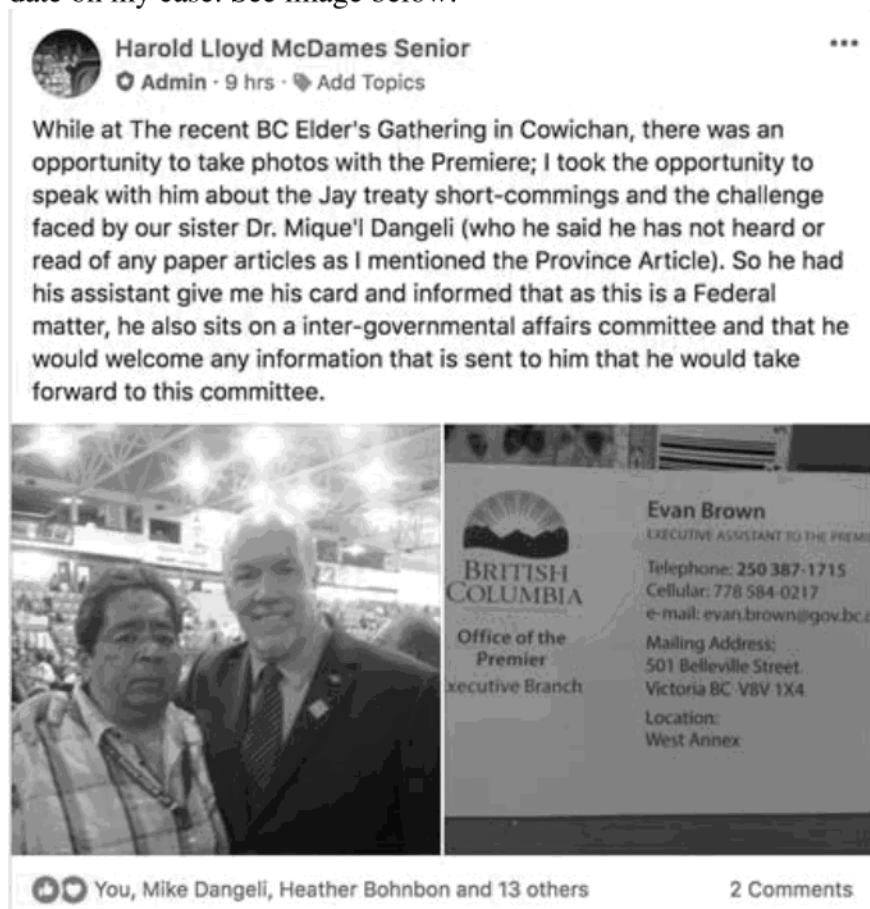 date on my case. See image below.
Harold Lloyd McDames Senior
Admin · 9 hrs · Add Topics
While at The recent BC Elder's Gathering in Cowichan, there was an
opportunity to take photos with the Premiere; I took the opportunity to
speak with him about the Jay treaty short-commings and the challenge
faced by our sister Dr. Mique'l Dangeli (who he said he has not heard or
read of any paper articles as I mentioned the Province Article). So he had
his assistant give me his card and informed that as this is a Federal
matter, he also sits on a inter-governmental affairs committee and that he
would welcome any information that is sent to him that he would take
forward to this committee.
BRITISH
COLUMBIA
Office of the
Premier
xecutive Branch
Evan Brown
EXECUTIVE ASSISTANT TO THE PREMI
Telephone: 250 387-1715
Cellular: 778 584-0217
e-mail: evan.brown@gov.bc.
Mailing Address:
501 Belleville Street
Victoria BC V8V 1X4
Location:
West Annex
You, Mike Dangeli, Heather Bohnbon and 13 others
2 Comments